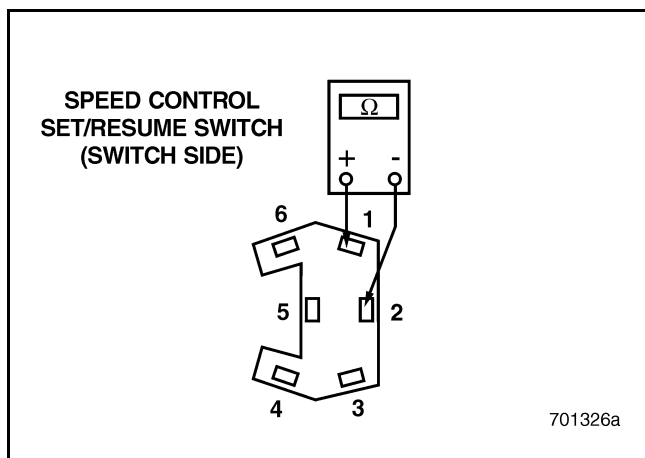 SPEED CONTROL
SET/RESUME SWITCH
(SWITCH SIDE)
Ω
+ -
6 1
5 2
4 3
701326a